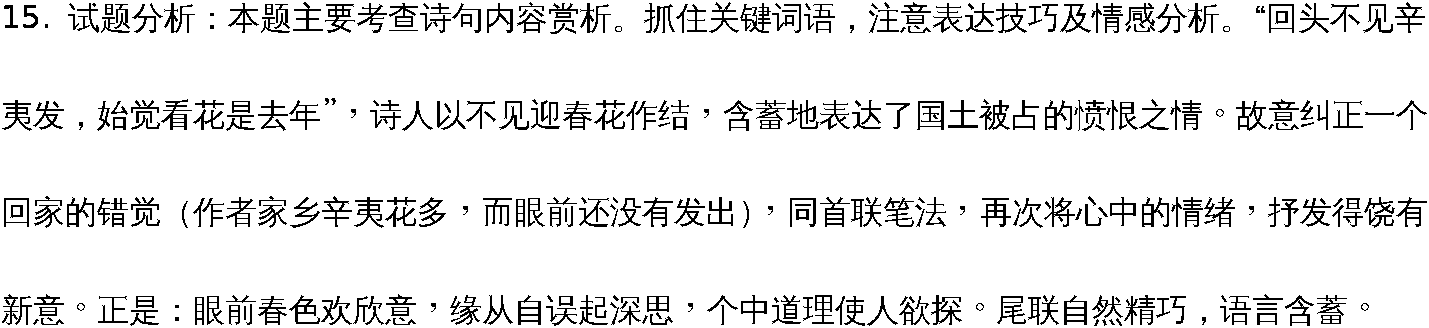 15. 试题分析：本题主要考查诗句内容赏析。抓住关键词语，注意表达技巧及情感分析。“回头不见辛
夷发，始觉看花是去年”，诗人以不见迎春花作结，含蓄地表达了国土被占的愤恨之情。故意纠正一个
回家的错觉（作者家乡辛夷花多，而眼前还没有发出），同首联笔法，再次将心中的情绪，抒发得饶有
新意。正是：眼前春色欢欣意，缘从自误起深思，个中道理使人欲探。尾联自然精巧，语言含蓄。